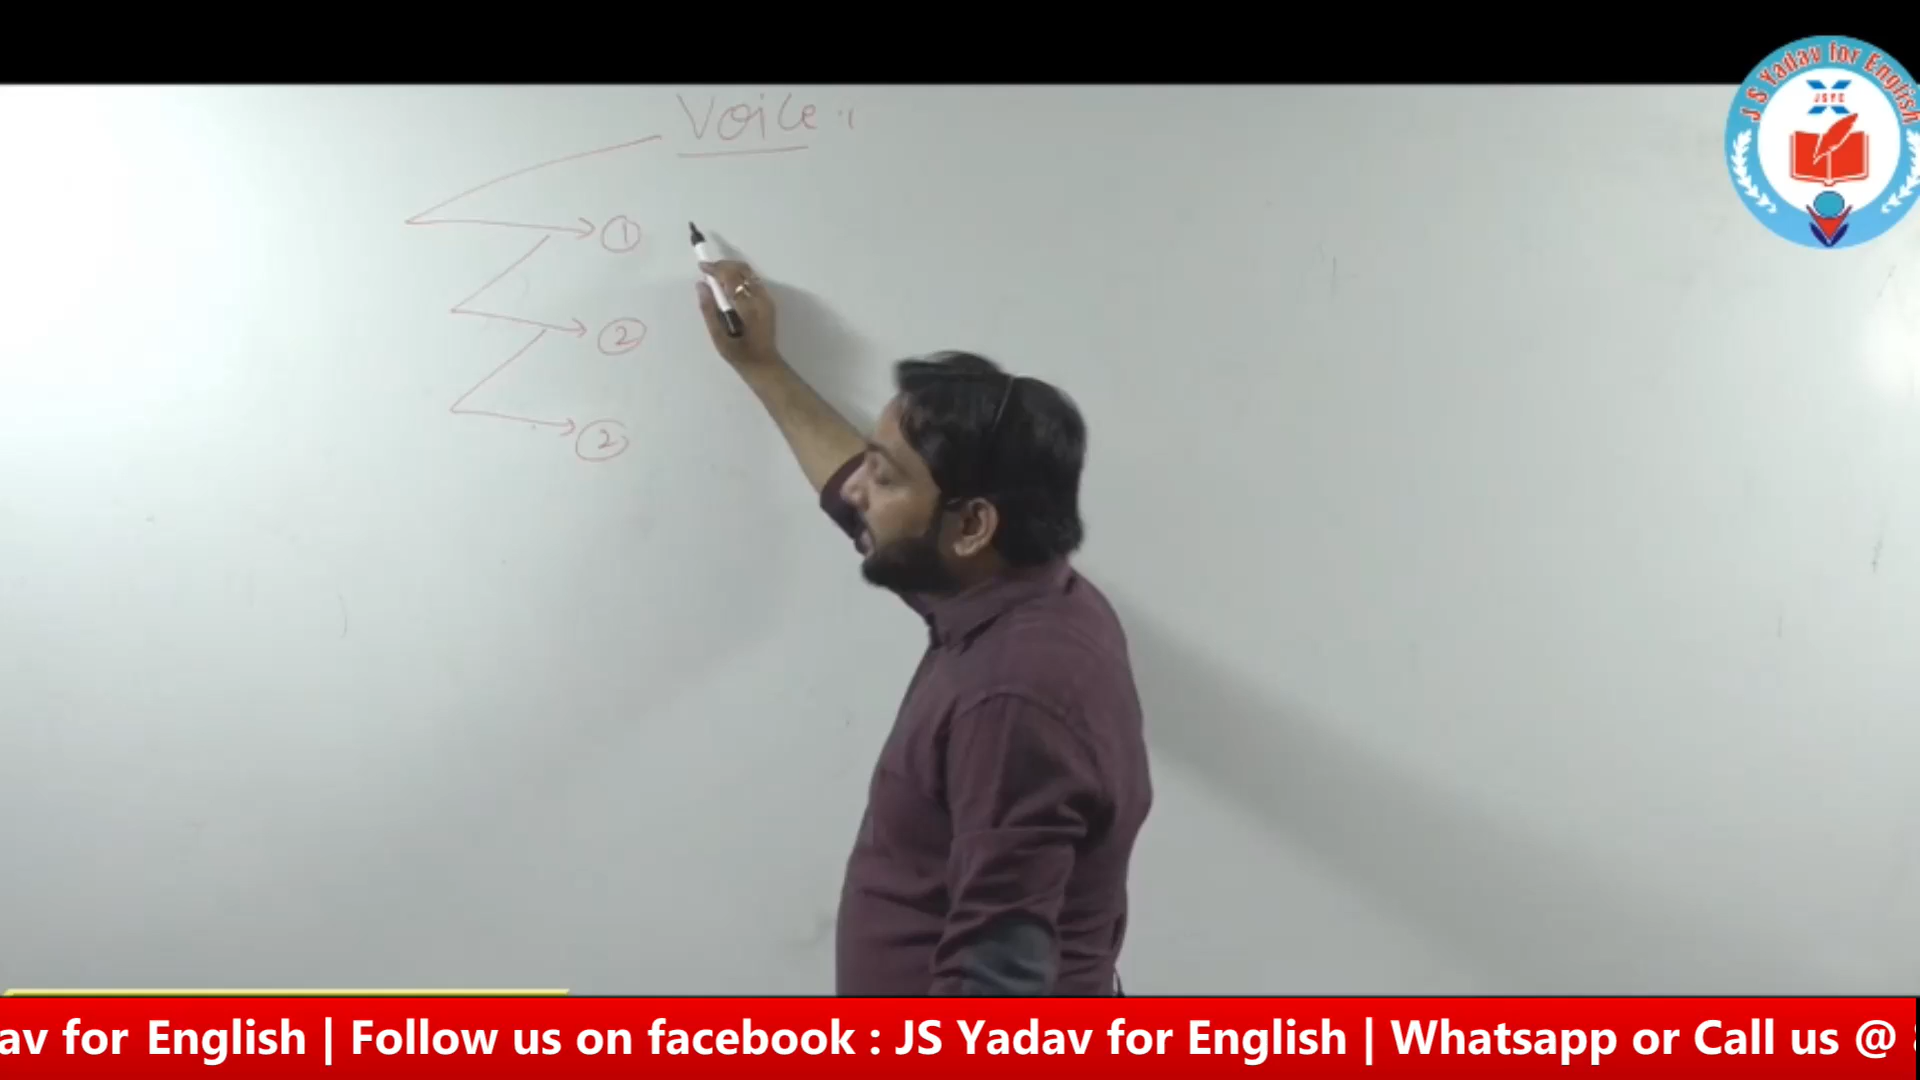 Voice :
①
②
②
J S Yadav for English
JSYE
av for English | Follow us on facebook : JS Yadav for English | Whatsapp or Call us @